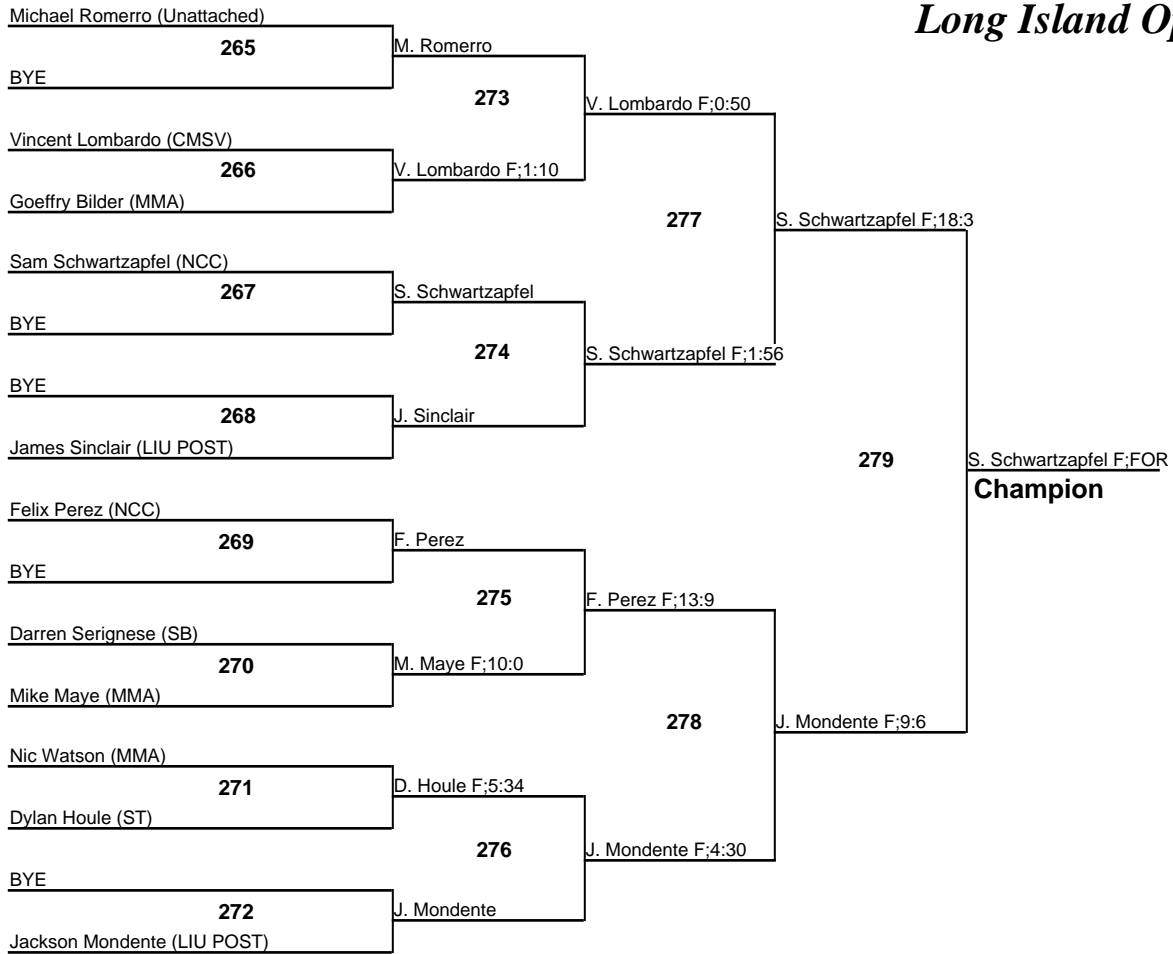 Long Island Op
Michael Romerro (Unattached)
265
BYE
M. Romerro
273
Vincent Lombardo (CMSV)
266
Goeffry Bilder (MMA)
V. Lombardo F;1:10
V. Lombardo F;0:50
277
Sam Schwartzapfel (NCC)
267
BYE
S. Schwartzapfel
274
BYE
268
James Sinclair (LIU POST)
J. Sinclair
S. Schwartzapfel F;1:56
S. Schwartzapfel F;18:3
279
Felix Perez (NCC)
269
BYE
F. Perez
275
Darren Serignese (SB)
270
Mike Maye (MMA)
M. Maye F;10:0
F. Perez F;13:9
278
Nic Watson (MMA)
271
Dylan Houle (ST)
D. Houle F;5:34
276
BYE
272
Jackson Mondente (LIU POST)
J. Mondente
J. Mondente F;4:30
J. Mondente F;9:6
S. Schwartzapfel F;FOR
Champion